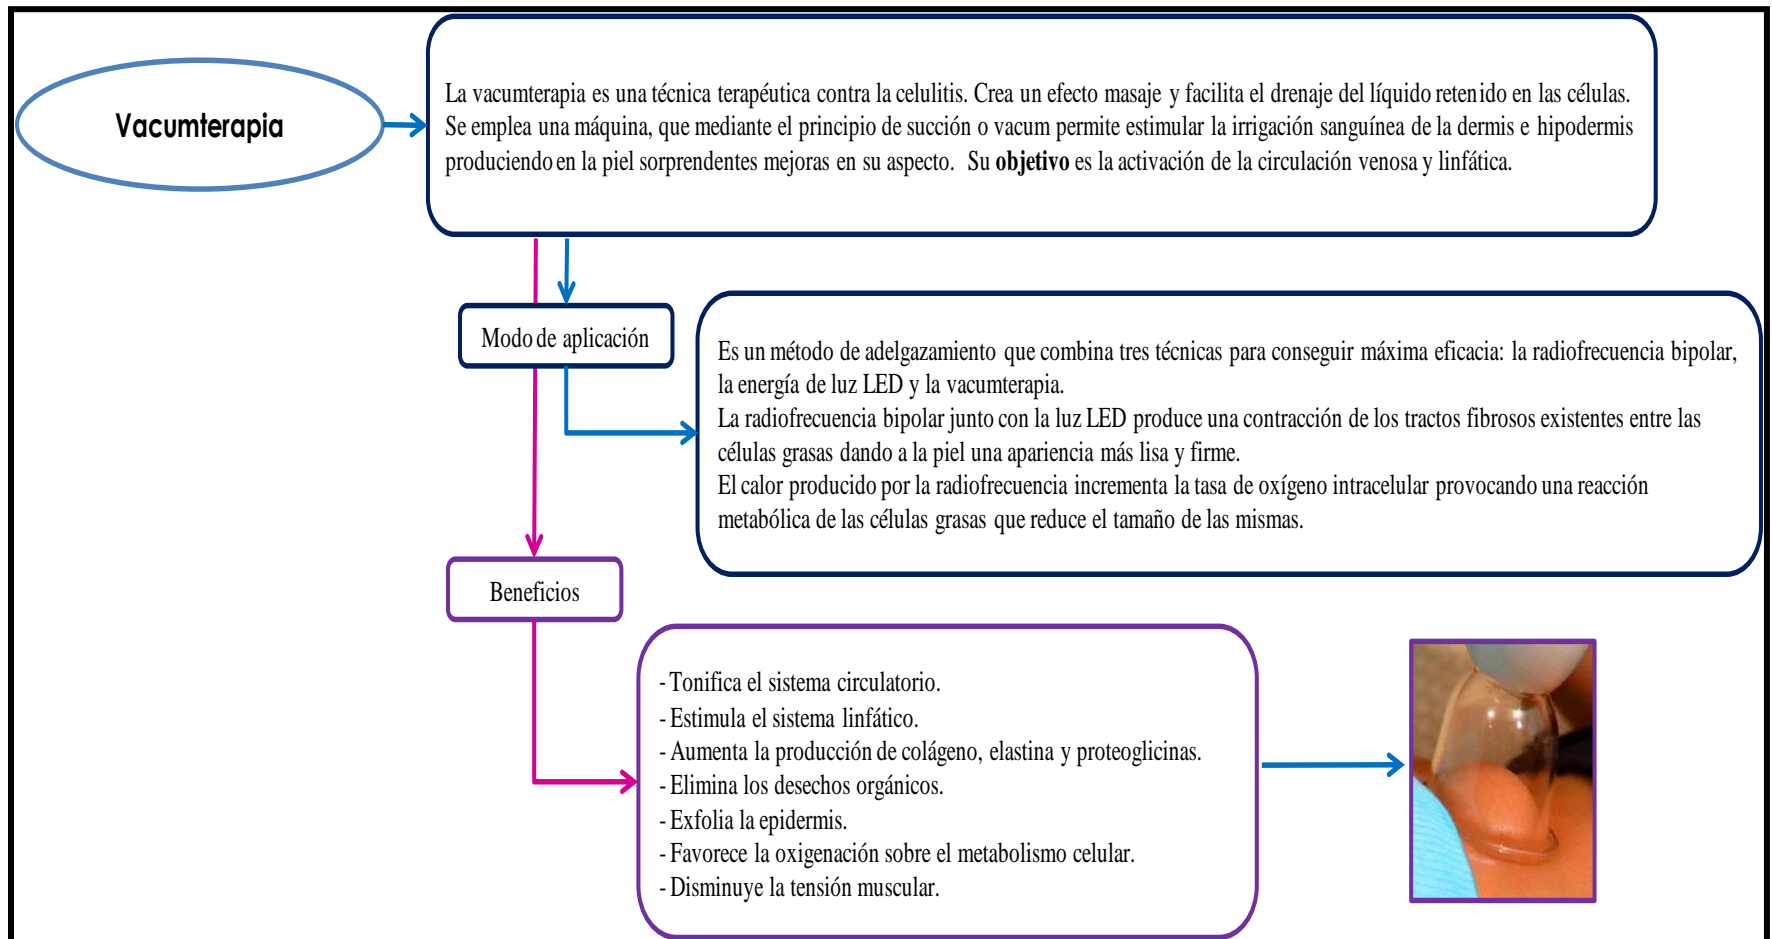 Vacumterapia
La vacumterapia es una técnica terapéutica contra la celulitis. Crea un efecto masaje y facilita el drenaje del líquido retenido en las células.
Se emplea una máquina, que mediante el principio de succión o vacum permite estimular la irrigación sanguínea de la dermis e hipodermis
produciendo en la piel sorprendentes mejoras en su aspecto. Su objetivo es la activación de la circulación venosa y linfática.
Modo de aplicación
Es un método de adelgazamiento que combina tres técnicas para conseguir máxima eficacia: la radiofrecuencia bipolar,
la energía de luz LED y la vacumterapia.
La radiofrecuencia bipolar junto con la luz LED produce una contracción de los tractos fibrosos existentes entre las
células grasas dando a la piel una apariencia más lisa y firme.
El calor producido por la radiofrecuencia incrementa la tasa de oxígeno intracelular provocando una reacción
metabólica de las células grasas que reduce el tamaño de las mismas.
Beneficios
- Tonifica el sistema circulatorio.
- Estimula el sistema linfático.
- Aumenta la producción de colágeno, elastina y proteoglicinas.
- Elimina los desechos orgánicos.
- Exfolia la epidermis.
- Favorece la oxigenación sobre el metabolismo celular.
- Disminuye la tensión muscular.